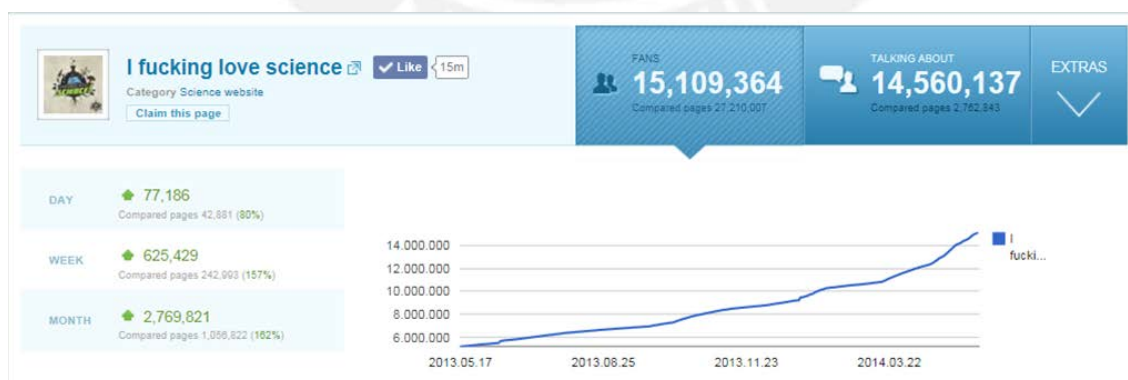 I fucking love science
Like 15m
Category Science website
Claim this page
FANS
15,109,364
Compared pages 27,210,007
TALKING ABOUT
14,560,137
Compared pages 2,762,843
EXTRAS
DAY
77,186
Compared pages 42,881 (80%)
WEEK
625,429
Compared pages 242,993 (157%)
MONTH
2,769,821
Compared pages 1,056,822 (162%)
14.000.000
12.000.000
10.000.000
8.000.000
6.000.000
2013.05.17 2013.08.25 2013.11.23 2014.03.22
I
fucki...